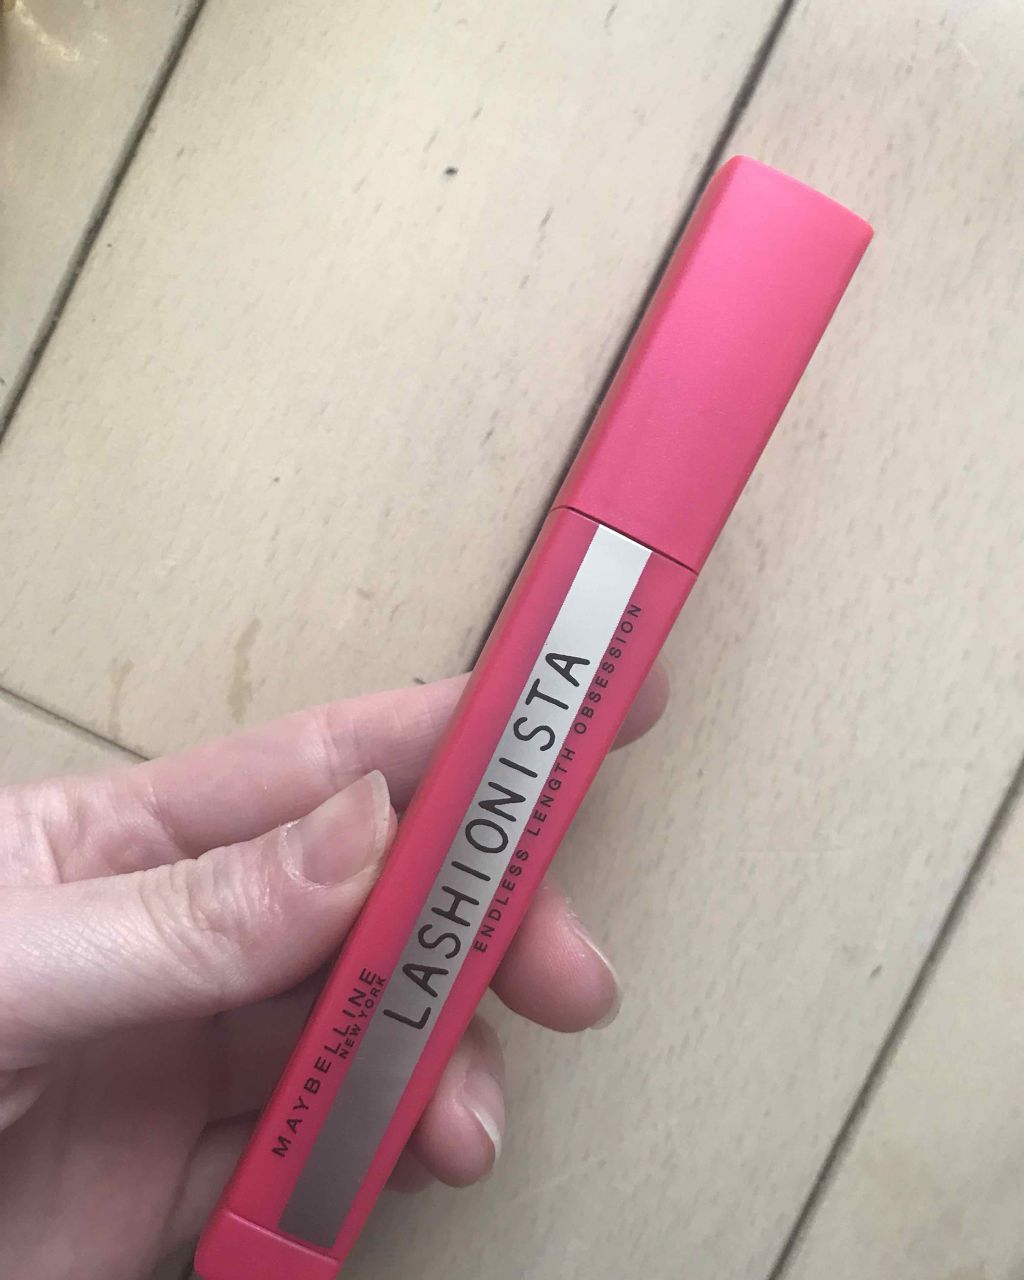 MAYBELLINE
NEW YORK
LASHIONISTA
ENDLESS LENGTH OBSESSION